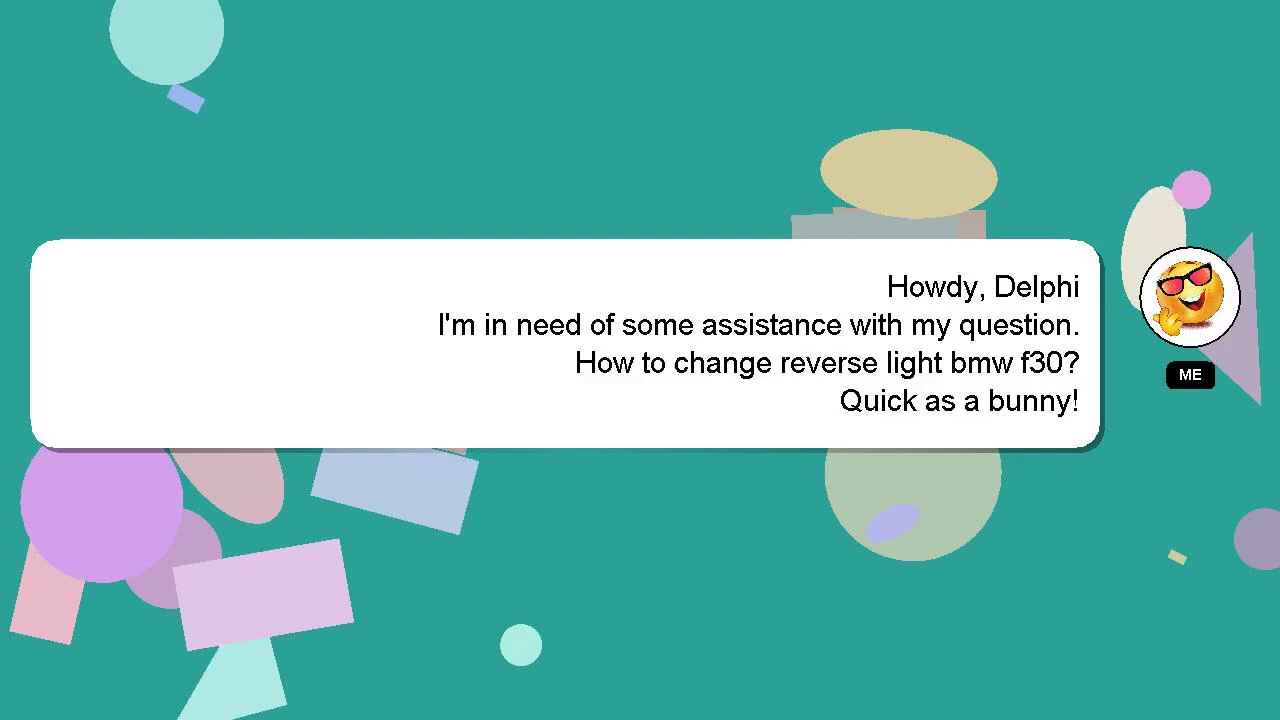 Howdy, Delphi
I'm in need of some assistance with my question.
How to change reverse light bmw f30?
Quick as a bunny!
ME